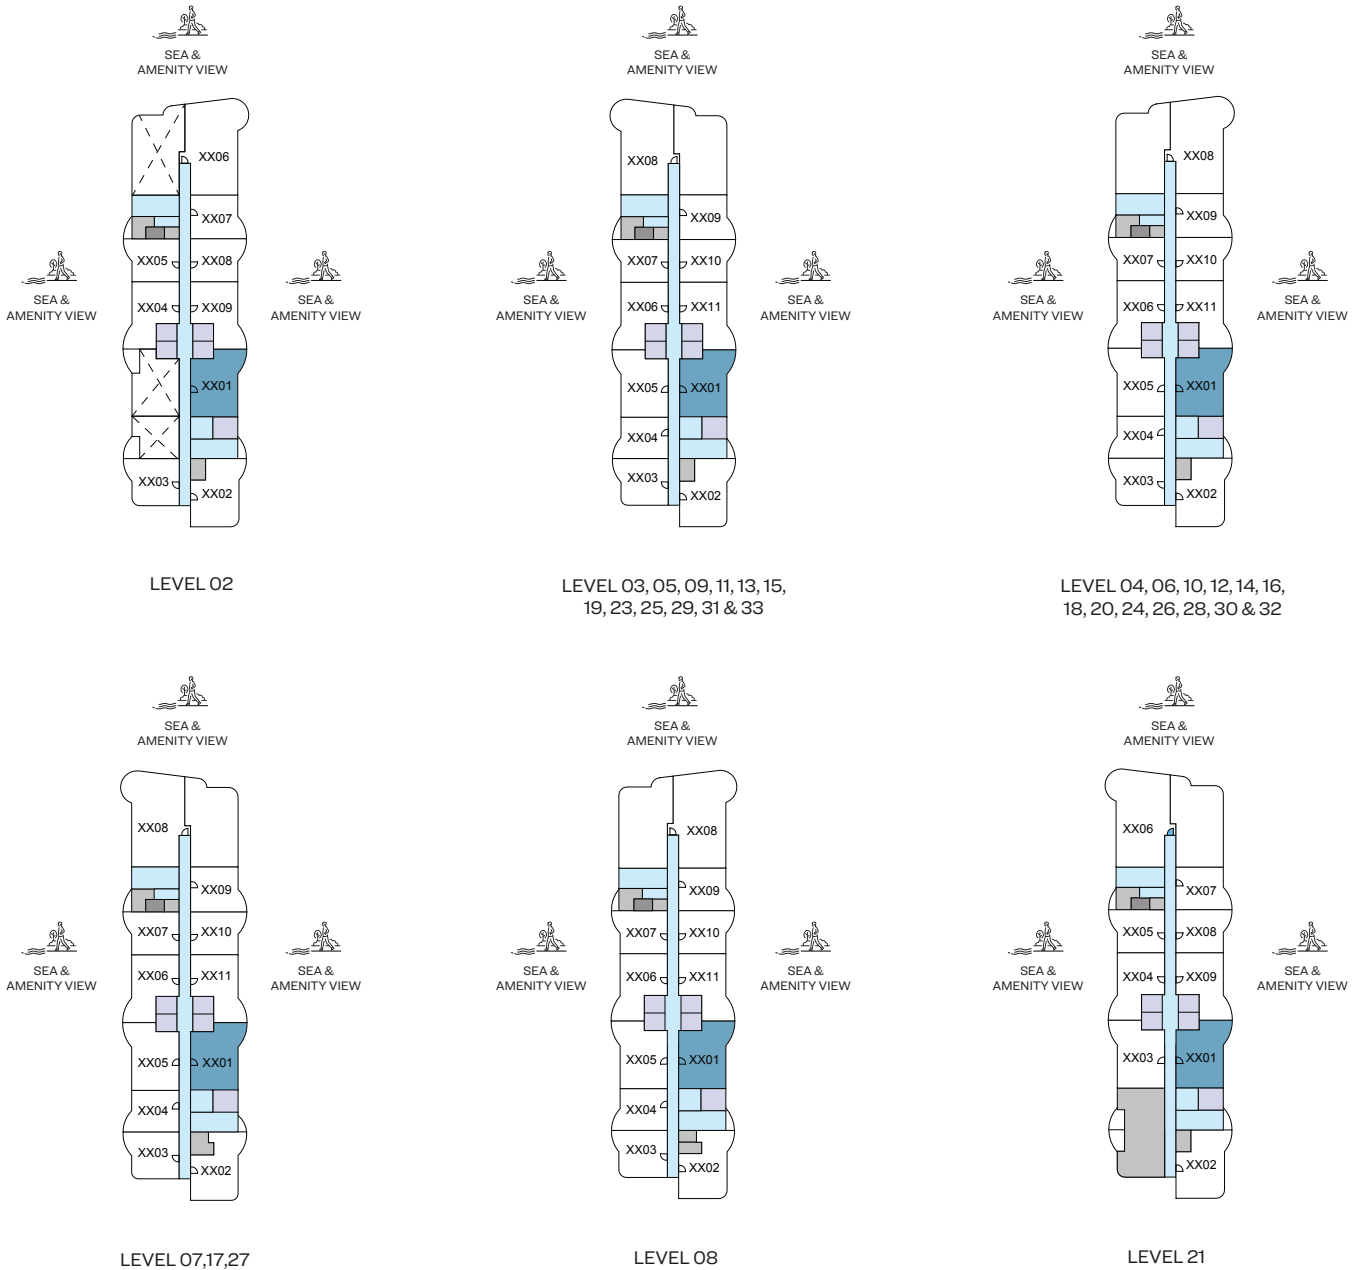 SEA &
AMENITY VIEW
SEA &
AMENITY VIEW
SEA &
AMENITY VIEW
XX06
XX07
XX05
XX08
XX04
XX09
XX01
XX03
XX02
LEVEL 02
SEA &
AMENITY VIEW
SEA &
AMENITY VIEW
SEA &
AMENITY VIEW
XX08
XX09
XX07
XX10
XX06
XX11
XX05
XX01
XX04
XX03
XX02
LEVEL 03, 05, 09, 11, 13, 15,
19, 23, 25, 29, 31 & 33
SEA &
AMENITY VIEW
SEA &
AMENITY VIEW
SEA &
AMENITY VIEW
XX08
XX09
XX07
XX10
XX06
XX11
XX05
XX01
XX04
XX03
XX02
LEVEL 04, 06, 10, 12, 14, 16,
18, 20, 24, 26, 28, 30 & 32
SEA &
AMENITY VIEW
SEA &
AMENITY VIEW
SEA &
AMENITY VIEW
XX08
XX09
XX07
XX10
XX06
XX11
XX05
XX01
XX04
XX03
XX02
LEVEL 07,17,27
SEA &
AMENITY VIEW
SEA &
AMENITY VIEW
SEA &
AMENITY VIEW
XX08
XX09
XX07
XX10
XX06
XX11
XX05
XX01
XX04
XX03
XX02
LEVEL 08
SEA &
AMENITY VIEW
SEA &
AMENITY VIEW
SEA &
AMENITY VIEW
XX06
XX07
XX05
XX08
XX04
XX09
XX03
XX01
XX02
LEVEL 21